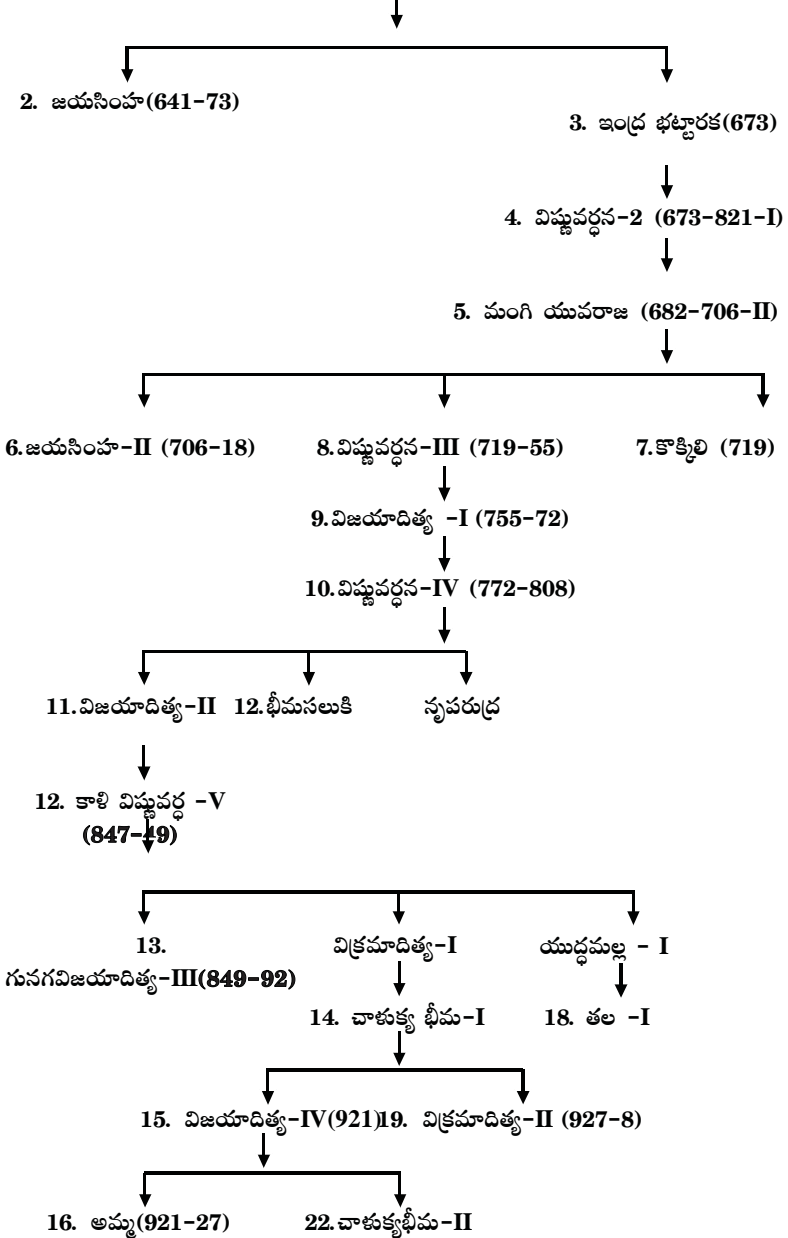 2. జయసింహ(641-73)
3. ఇంద్ర భట్టారక(673)
4. విష్ణువర్ధన-2 (673-821-I)
5. మంగి యువరాజ (682-706-II)
6.జయసింహ-II (706-18) 8.విష్ణువర్ధన-III (719-55) 7.కొక్కిలి (719)
9.విజయాదిత్య -I (755-72)
10.విష్ణువర్ధన-IV (772-808)
11.విజయాదిత్య-II 12.భీమసలుకి నృపరుద్ర
12. కాళి విష్ణువర్ధ -V
(847-49)
13. విక్రమాదిత్య-I యుద్ధమల్ల - I
గునగవిజయాదిత్య-III(849-92)
14. చాళుక్య భీమ-I 18. తల -I
15. విజయాదిత్య-IV(921)19. విక్రమాదిత్య-II (927-8)
16. అమ్మ(921-27) 22.చాళుక్యభీమ-II